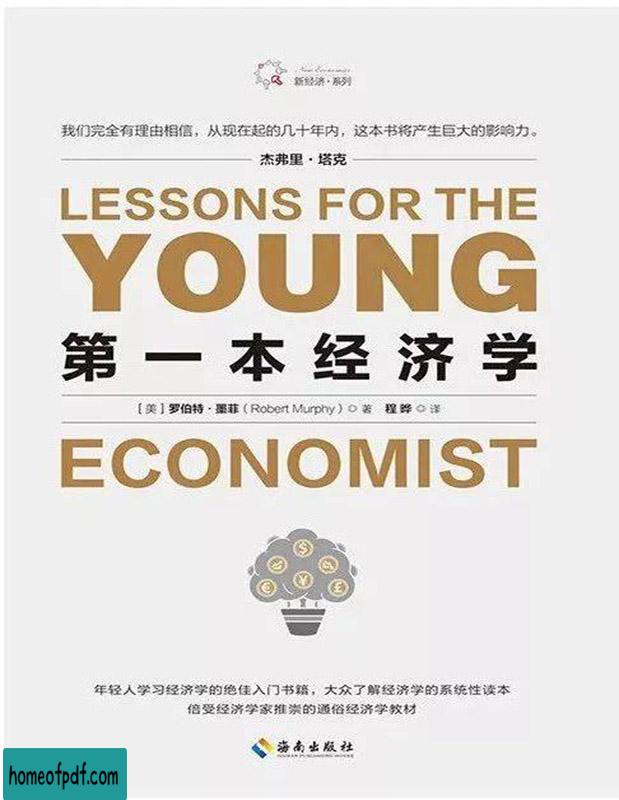 New Economics
新经济·系列
我们完全有理由相信，从现在起的几十年内，这本书将产生巨大的影响力。
杰弗里·塔克
LESSONS FOR THE
YOUNG
第一本经济学
［美］罗伯特·墨菲（Robert Murphy）◎著 程晔◎译
ECONOMIST
$
€ ¥ £
年轻人学习经济学的绝佳入门书籍，大众了解经济学的系统性读本
倍受经济学家推崇的通俗经济学教材
海南出版社
homeofpdf.com